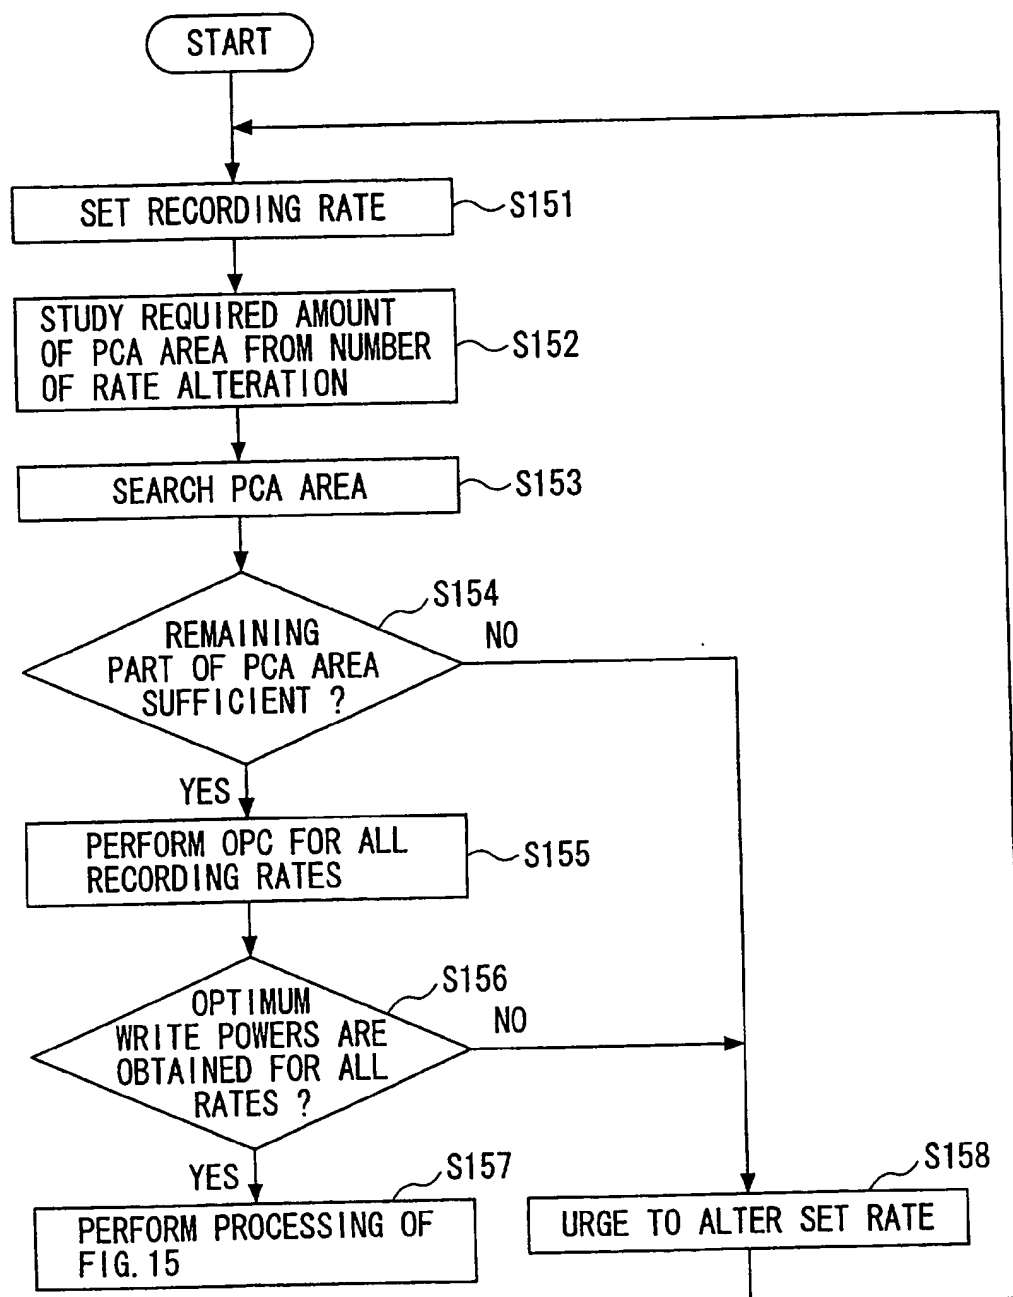 START
SET RECORDING RATE
S151
STUDY REQUIRED AMOUNT
OF PCA AREA FROM NUMBER
OF RATE ALTERATION
S152
SEARCH PCA AREA
S153
S154
REMAINING
PART OF PCA AREA
SUFFICIENT ?
NO
YES
PERFORM OPC FOR ALL
RECORDING RATES
S155
S156
OPTIMUM
WRITE POWERS ARE
OBTAINED FOR ALL
RATES ?
NO
YES
S157
PERFORM PROCESSING OF
FIG.15
S158
URGE TO ALTER SET RATE